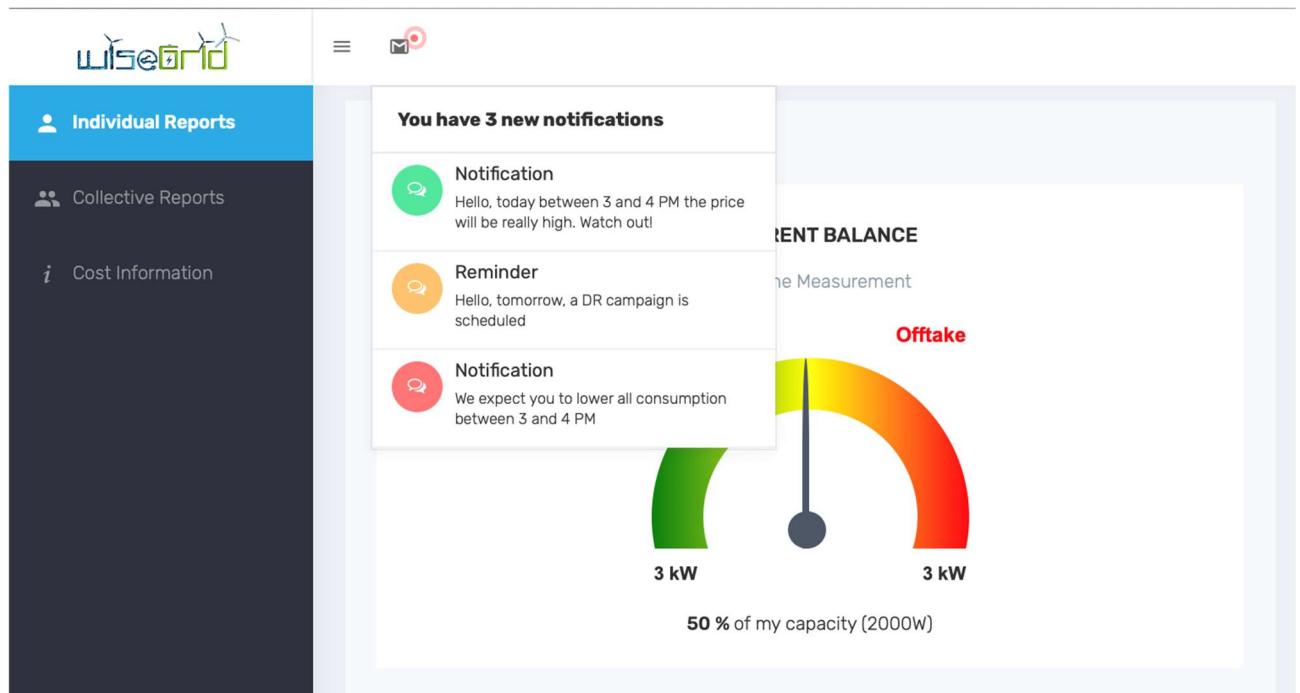 wiseGrid
Individual Reports
Collective Reports
Cost Information
You have 3 new notifications
Notification
Hello, today between 3 and 4 PM the price
will be really high. Watch out!
Reminder
Hello, tomorrow, a DR campaign is
scheduled
Notification
We expect you to lower all consumption
between 3 and 4 PM
BALANCE
Measurement
Offtake
3 kW 3 kW
50 % of my capacity (2000W)